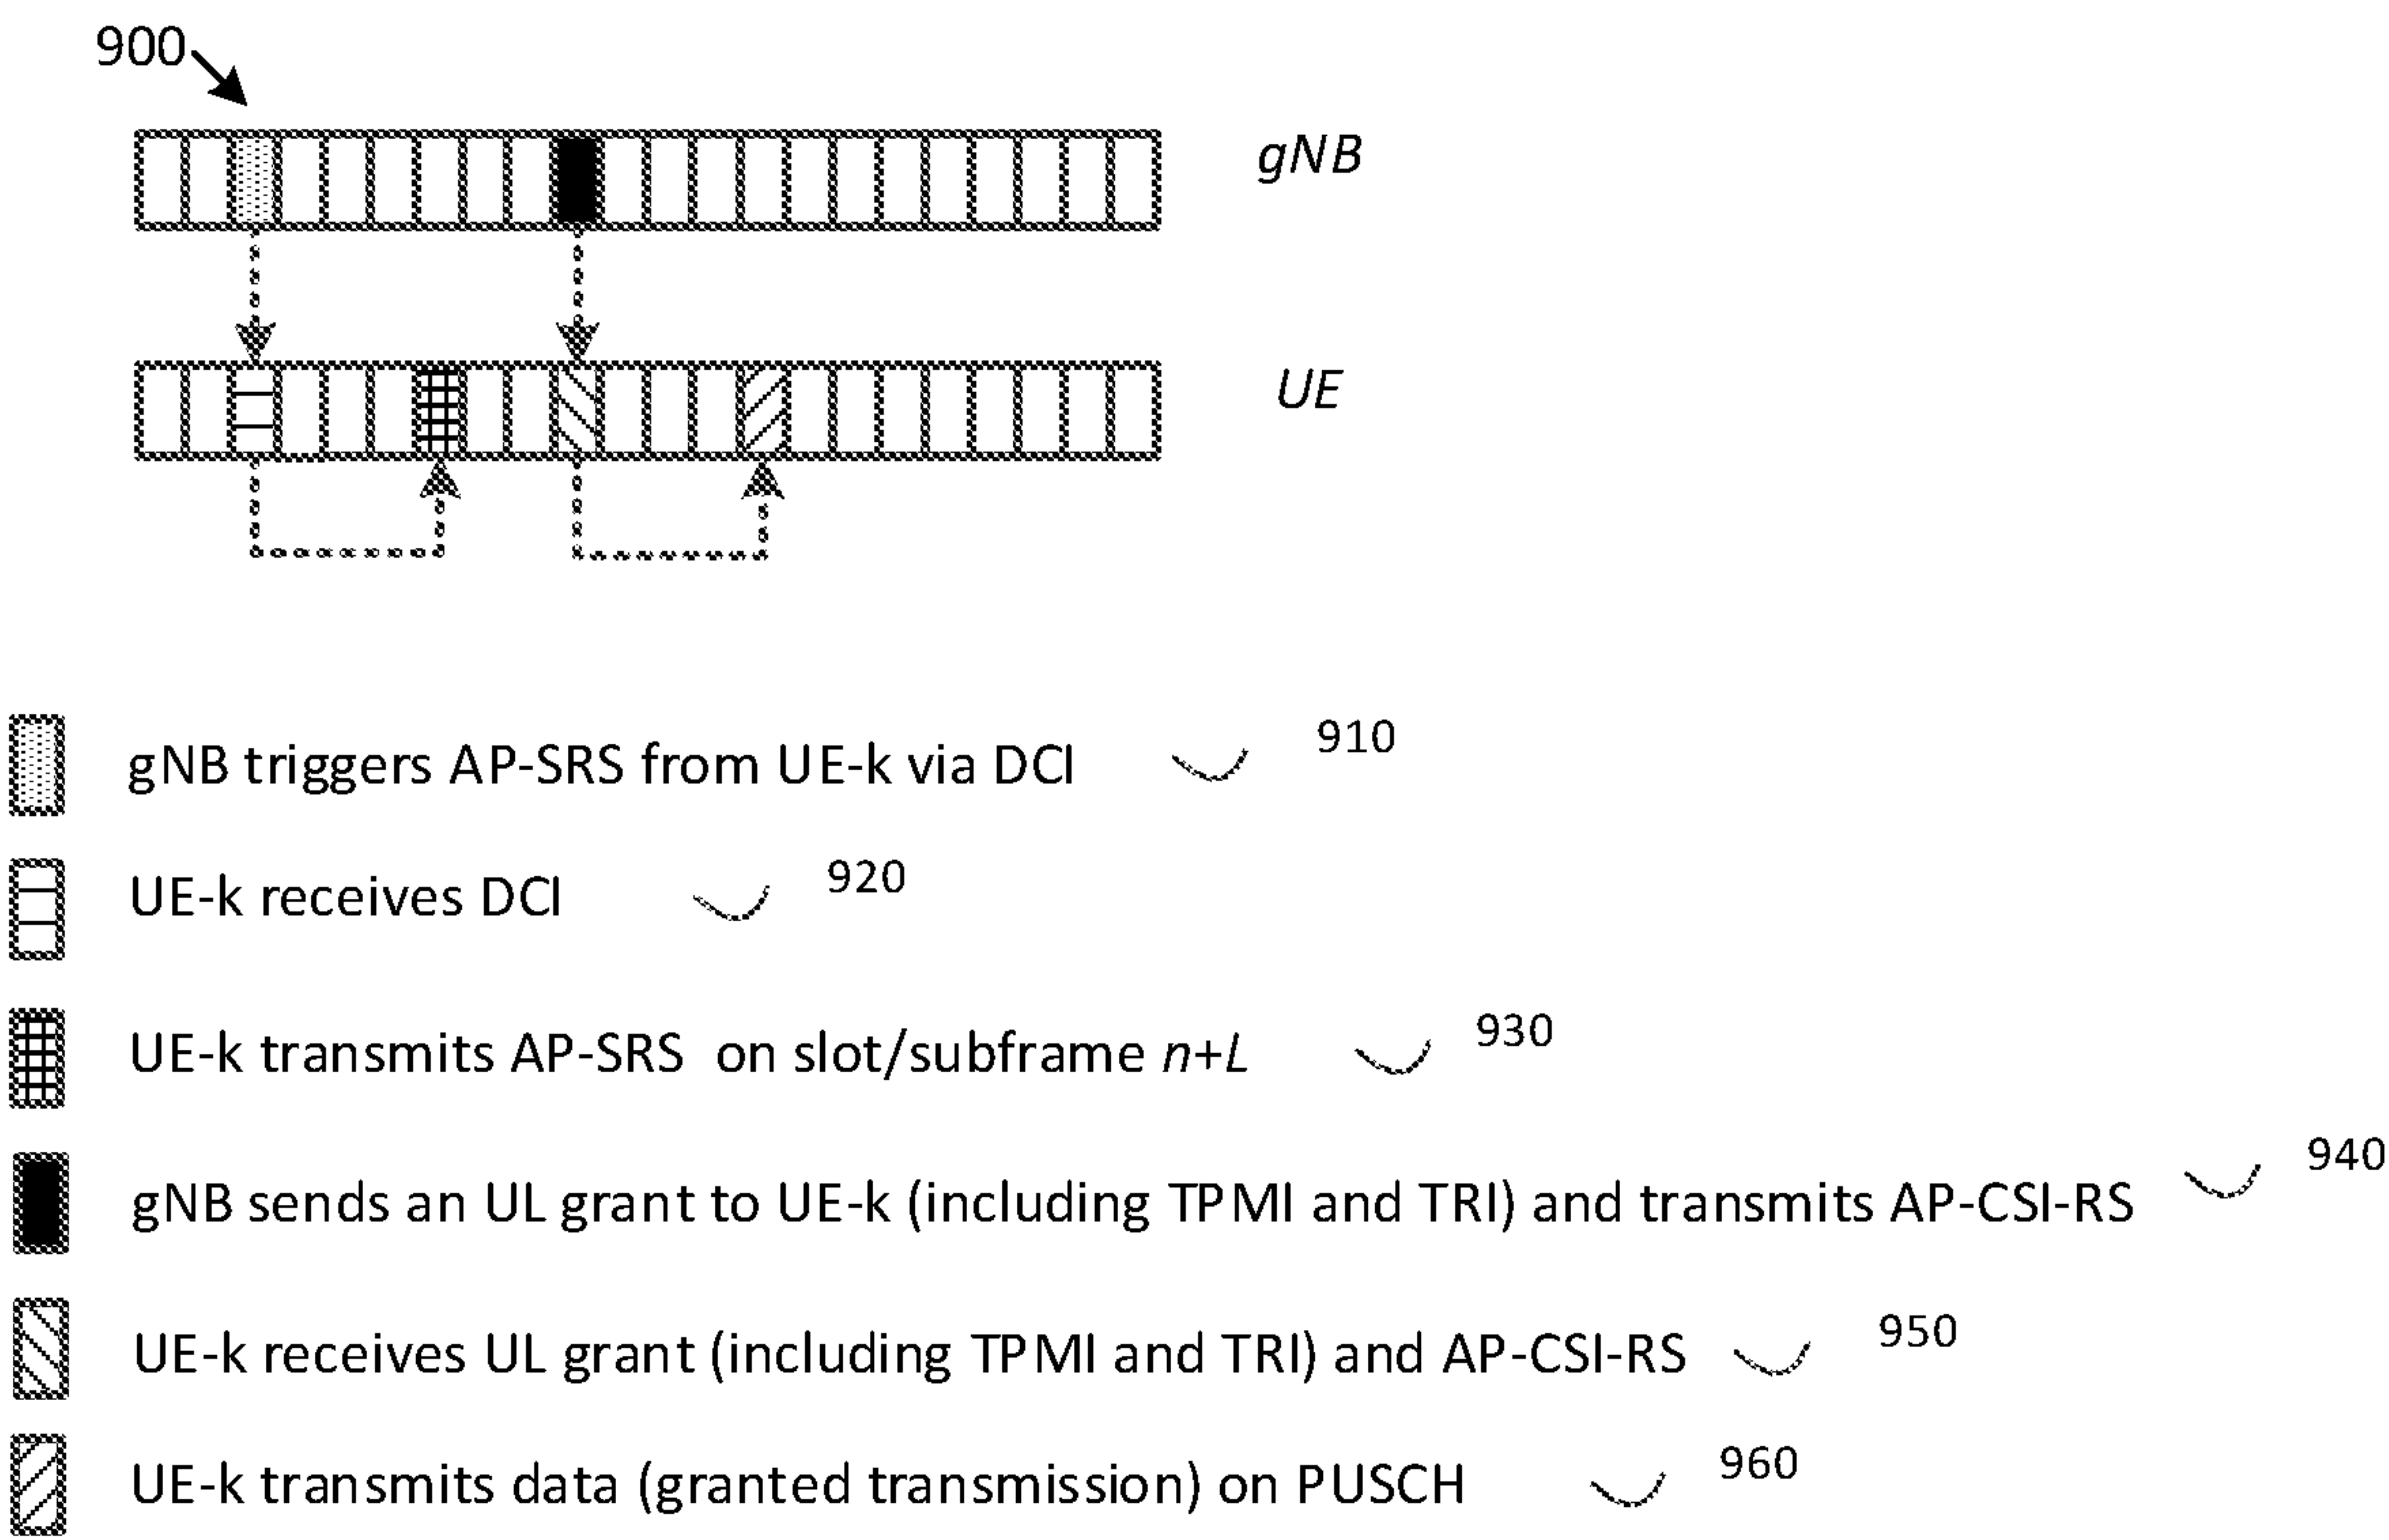 900
gNB
UE
gNB triggers AP-SRS from UE-k via DCI 910
UE-k receives DCI 920
UE-k transmits AP-SRS on slot/subframe n+L 930
gNB sends an UL grant to UE-k (including TPMI and TRI) and transmits AP-CSI-RS 940
UE-k receives UL grant (including TPMI and TRI) and AP-CSI-RS 950
UE-k transmits data (granted transmission) on PUSCH 960